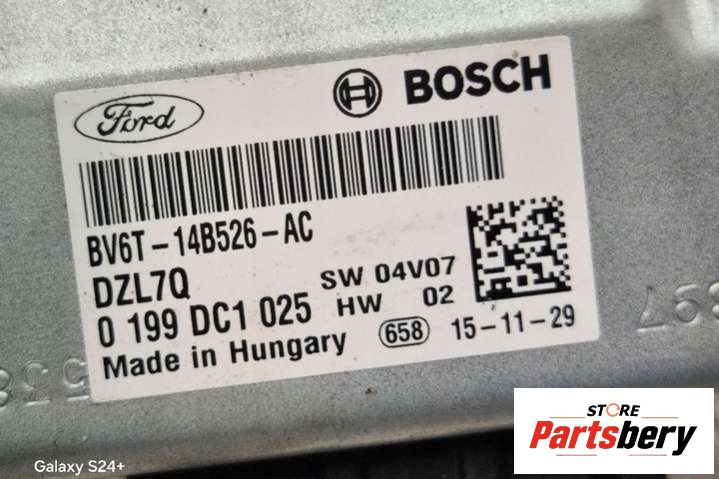 Ford
BOSCH
BV6T-14B526-AC
DZL7Q
SW 04V07
0 199 DC1 025
HW 02
Made in Hungary
658
15-11-29
Galaxy S24+
STORE
Partsbery